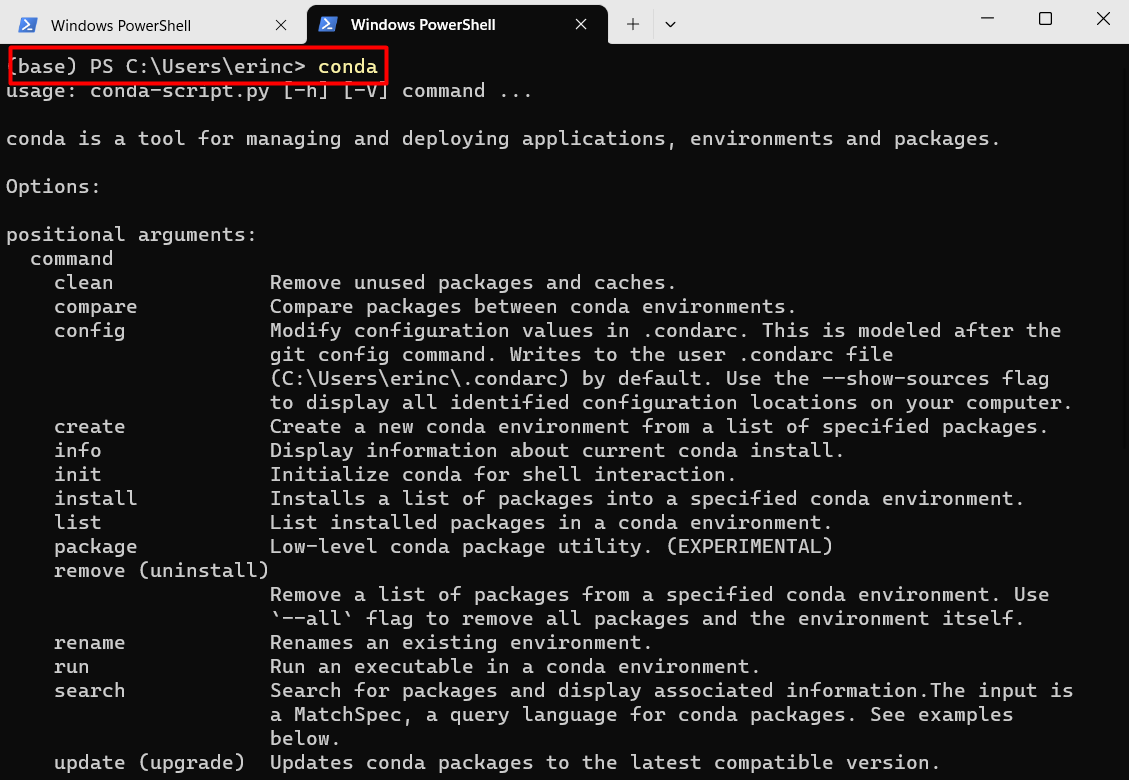 Windows PowerShell
Windows PowerShell
(base) PS C:\Users\erinc> conda
usage: conda-script.py [-h] [-V] command ...
conda is a tool for managing and deploying applications, environments and packages.
Options:
positional arguments:
command
clean Remove unused packages and caches.
compare Compare packages between conda environments.
config Modify configuration values in .condarc. This is modeled after the
git config command. Writes to the user .condarc file
(C:\Users\erinc\.condarc) by default. Use the --show-sources flag
to display all identified configuration locations on your computer.
create Create a new conda environment from a list of specified packages.
info Display information about current conda install.
init Initialize conda for shell interaction.
install Installs a list of packages into a specified conda environment.
list List installed packages in a conda environment.
package Low-level conda package utility. (EXPERIMENTAL)
remove (uninstall)
Remove a list of packages from a specified conda environment. Use
`--all` flag to remove all packages and the environment itself.
rename Renames an existing environment.
run Run an executable in a conda environment.
search Search for packages and display associated information.The input is
a MatchSpec, a query language for conda packages. See examples
below.
update (upgrade) Updates conda packages to the latest compatible version.